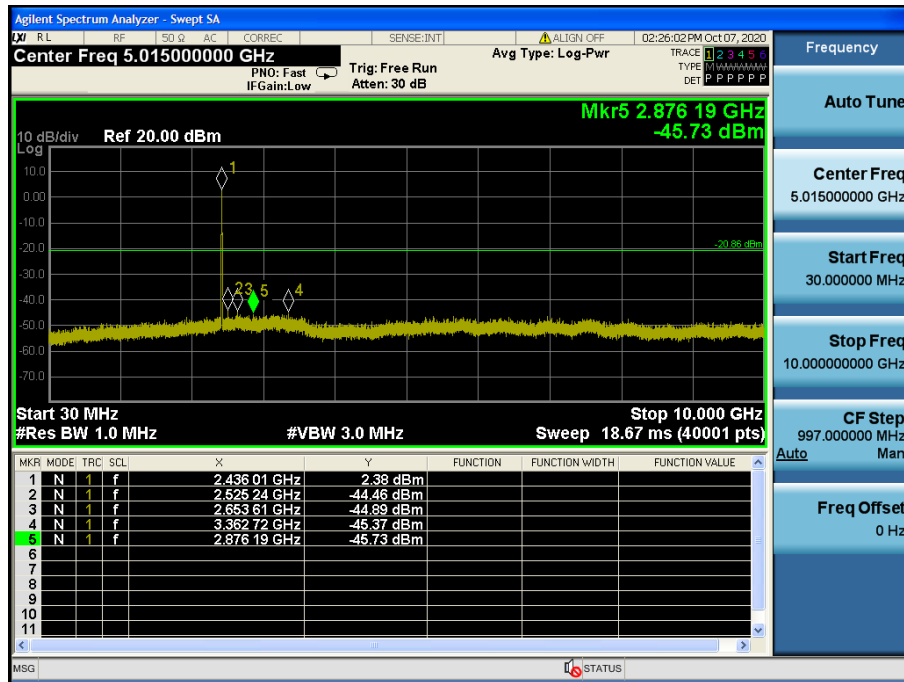 Agilent Spectrum Analyzer - Swept SA
LXI RL RF 50 Ω AC CORREC SENSE:INT ALIGN OFF 02:26:02 PM Oct 07, 2020
Center Freq 5.015000000 GHz
PNO: Fast
IFGain:Low
Trig: Free Run
Atten: 30 dB
Avg Type: Log-Pwr
TRACE 1 2 3 4 5 6
TYPE MWWWWW
DET P P P P P P
Mkr5 2.876 19 GHz
-45.73 dBm
10 dB/div Ref 20.00 dBm
Log
10.0
0.00
-10.0
-20.0
-30.0
-40.0
-50.0
-60.0
-70.0
1
-20.86 dBm
2 3 5 4
Start 30 MHz Stop 10.000 GHz
#Res BW 1.0 MHz #VBW 3.0 MHz Sweep 18.67 ms (40001 pts)
MKR MODE TRC SCL X Y FUNCTION FUNCTION WIDTH FUNCTION VALUE
1 N 1 f 2.436 01 GHz 2.38 dBm
2 N 1 f 2.525 24 GHz -44.46 dBm
3 N 1 f 2.653 61 GHz -44.89 dBm
4 N 1 f 3.362 72 GHz -45.37 dBm
5 N 1 f 2.876 19 GHz -45.73 dBm
6
7
8
9
10
11
MSG STATUS
Frequency
Auto Tune
Center Freq
5.015000000 GHz
Start Freq
30.000000 MHz
Stop Freq
10.000000000 GHz
CF Step
997.000000 MHz
Auto Man
Freq Offset
0 Hz